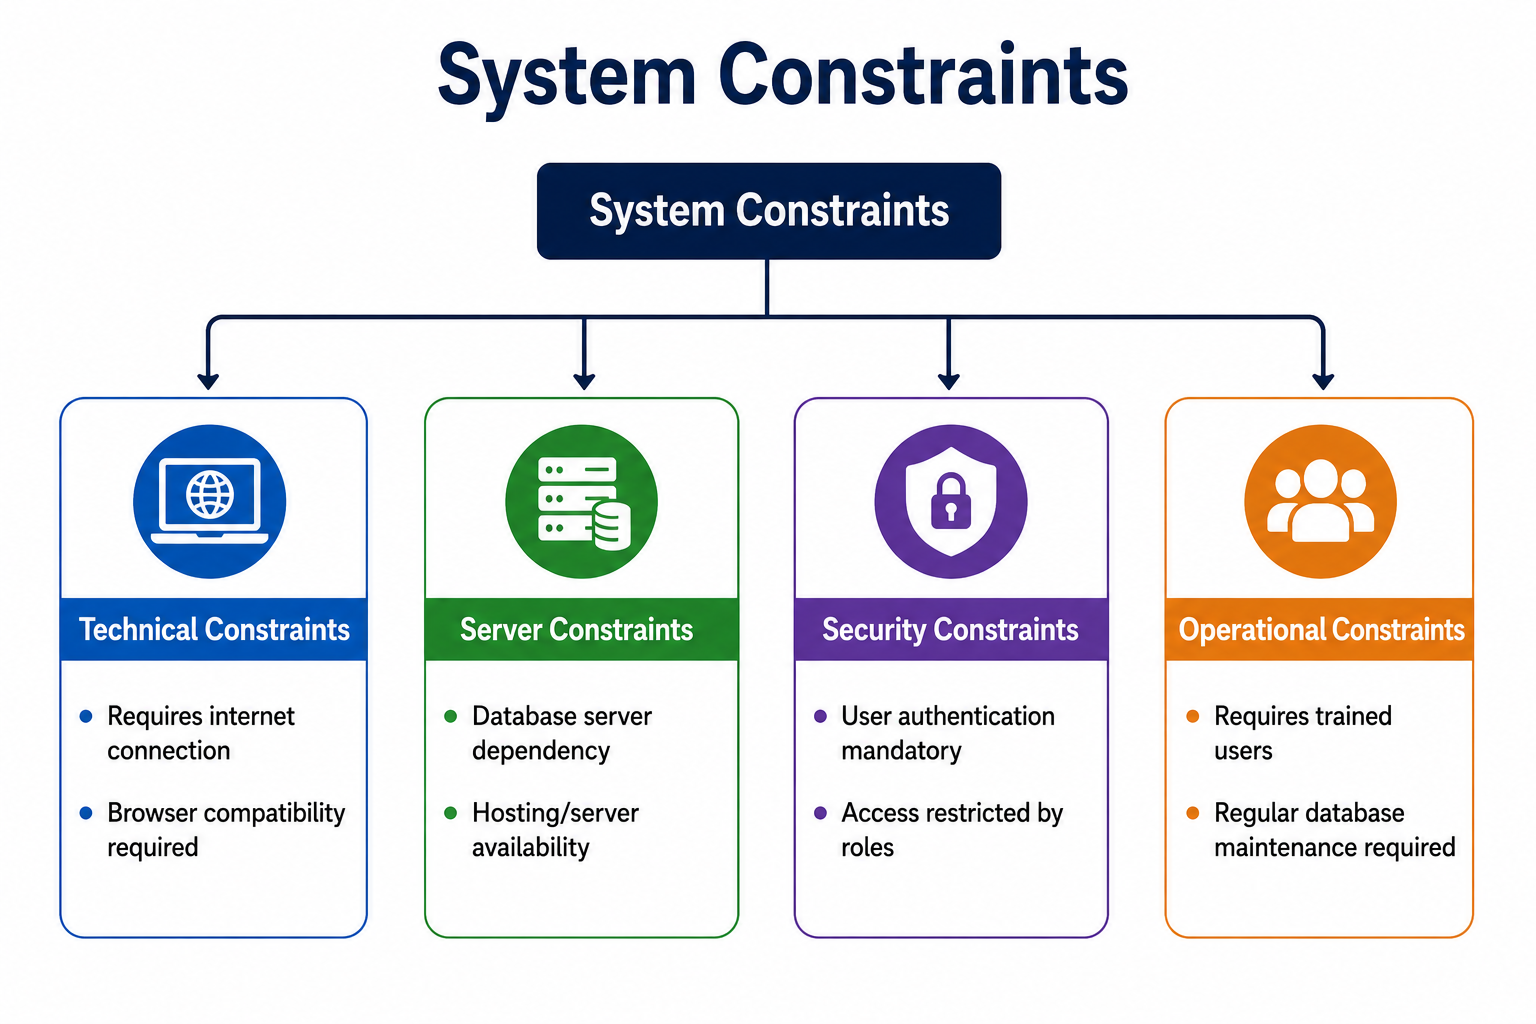 System Constraints
System Constraints
Technical Constraints
Requires internet
connection
Browser compatibility
required
Server Constraints
Database server
dependency
Hosting/server
availability
Security Constraints
User authentication
mandatory
Access restricted by
roles
Operational Constraints
Requires trained
users
Regular database
maintenance required